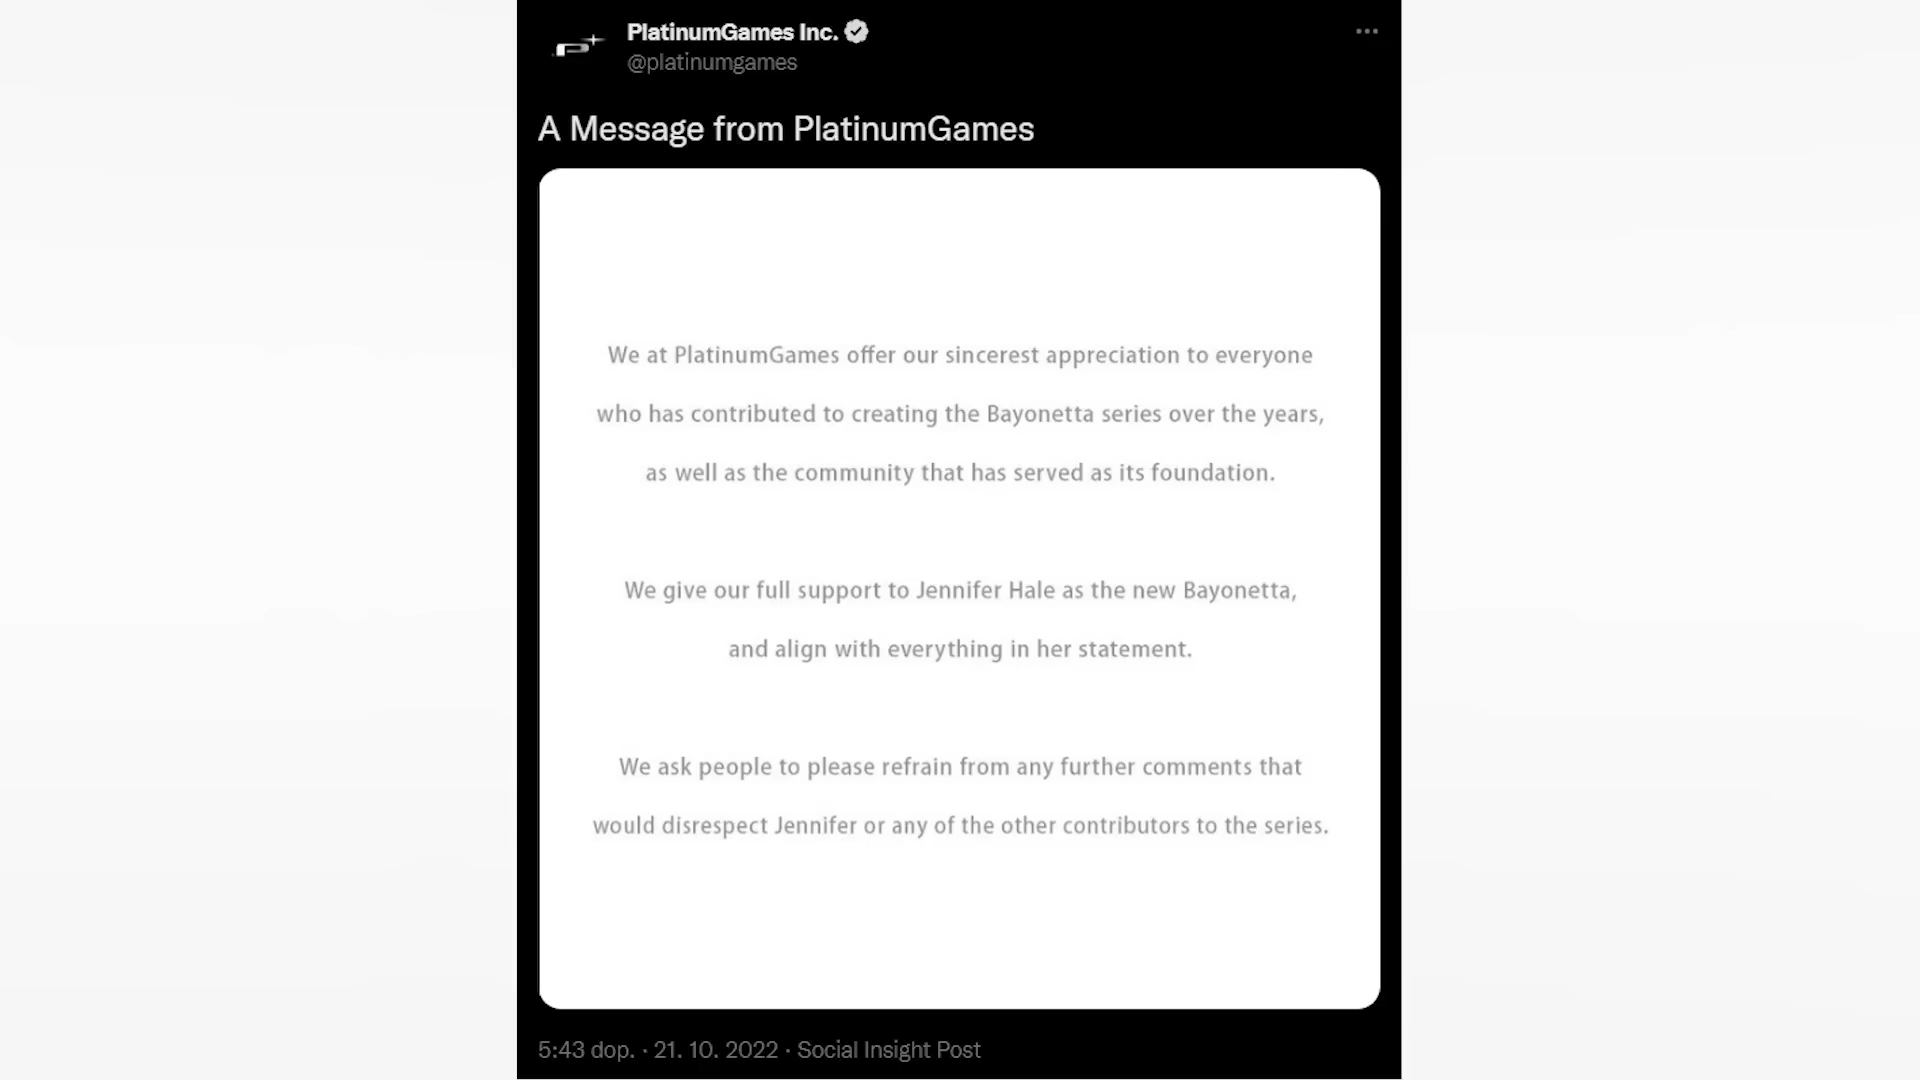 PlatinumGames Inc.
@platinumgames
A Message from PlatinumGames
We at PlatinumGames offer our sincerest appreciation to everyone
who has contributed to creating the Bayonetta series over the years,
as well as the community that has served as its foundation.
We give our full support to Jennifer Hale as the new Bayonetta,
and align with everything in her statement.
We ask people to please refrain from any further comments that
would disrespect Jennifer or any of the other contributors to the series.
5:43 dop. · 21. 10. 2022 · Social Insight Post